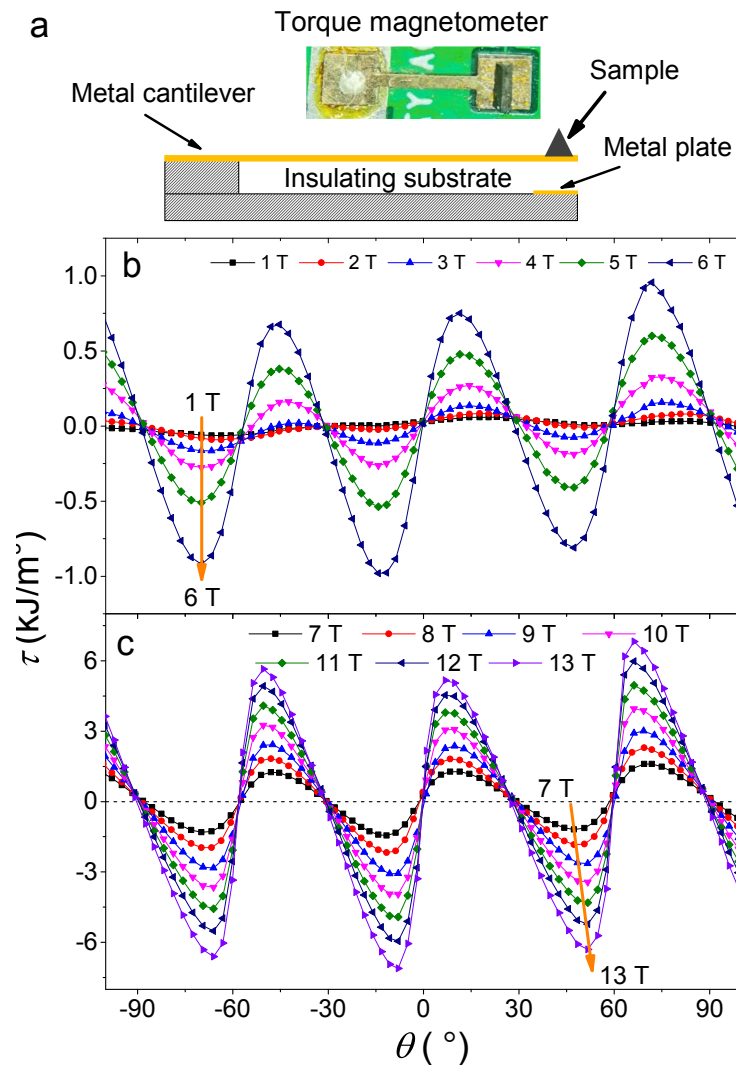 a
Torque magnetometer
Sample
Metal cantilever
Metal plate
Insulating substrate
b
1 T 2 T 3 T 4 T 5 T 6 T
1.0
0.5
0.0
-0.5
-1.0
1 T
6 T
τ (kJ/m³)
c
7 T 8 T 9 T 10 T
11 T 12 T 13 T
6
3
0
-3
-6
7 T
13 T
-90 -60 -30 0 30 60 90
θ ( °)